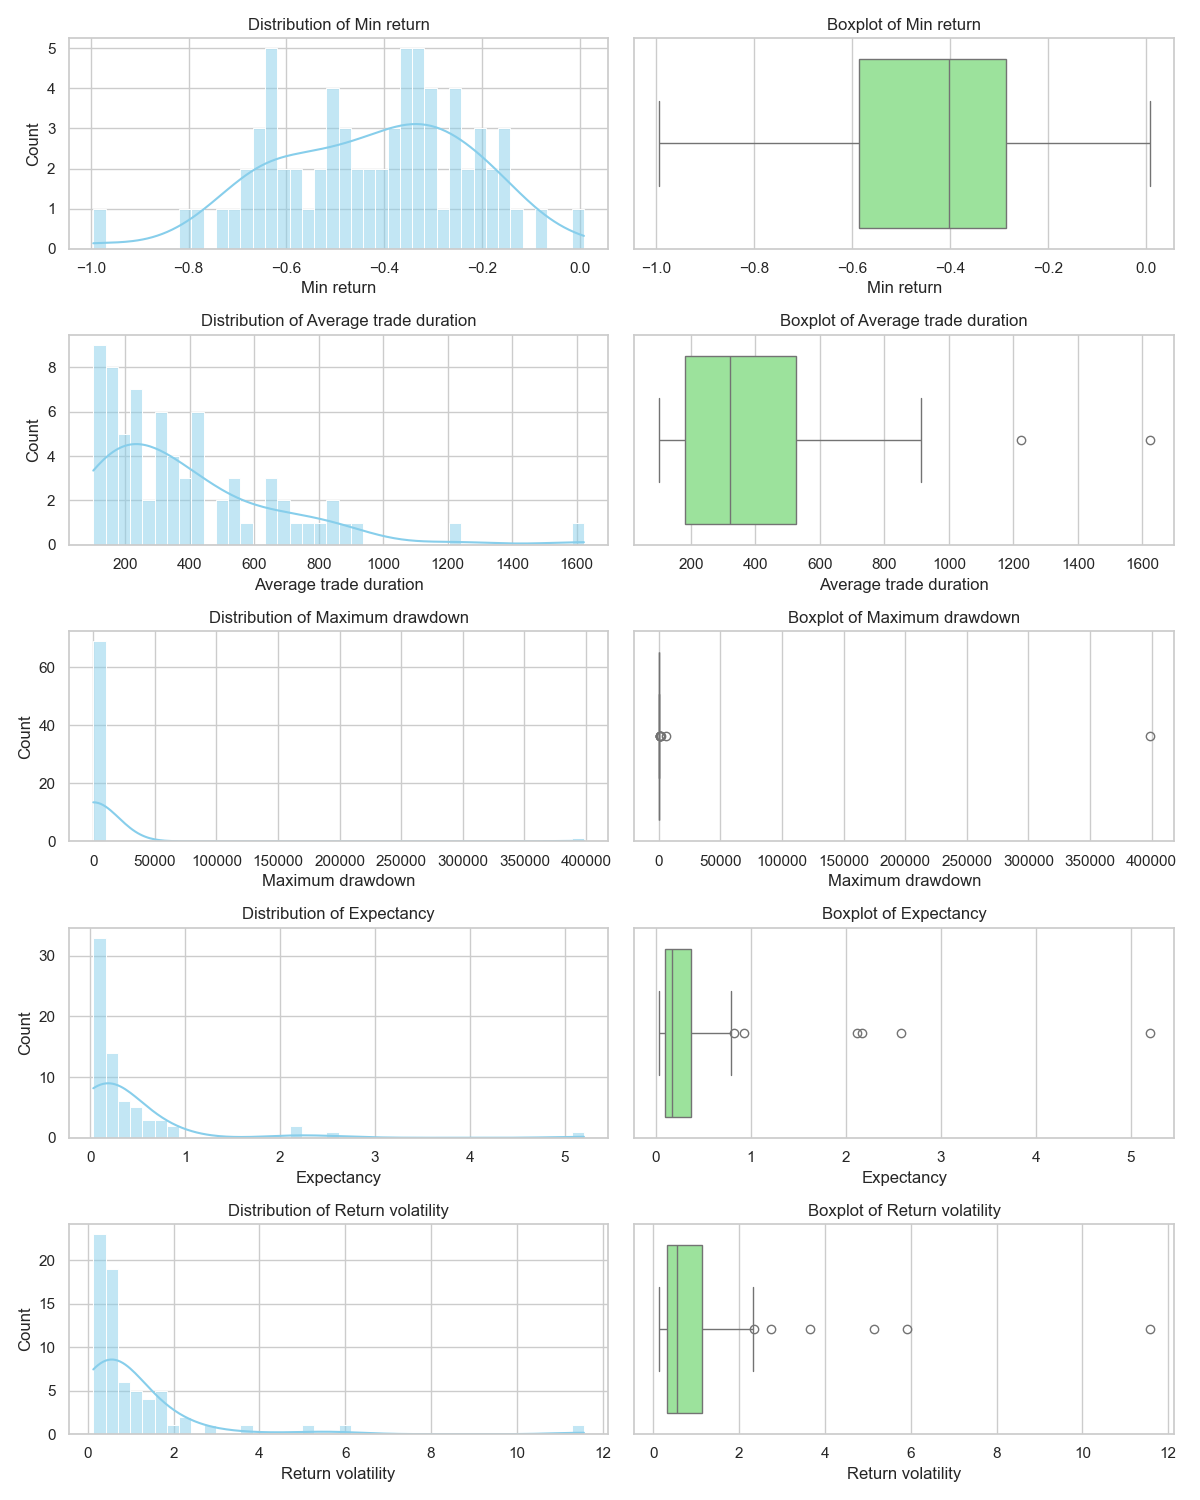 Distribution of Min return
Boxplot of Min return
5
4
3
2
1
0
Count
−1.0 −0.8 −0.6 −0.4 −0.2 0.0
Min return
−1.0 −0.8 −0.6 −0.4 −0.2 0.0
Min return
Distribution of Average trade duration
Boxplot of Average trade duration
8
6
4
2
0
Count
200 400 600 800 1000 1200 1400 1600
Average trade duration
200 400 600 800 1000 1200 1400 1600
Average trade duration
Distribution of Maximum drawdown
Boxplot of Maximum drawdown
60
40
20
0
Count
0 50000 100000 150000 200000 250000 300000 350000 400000
Maximum drawdown
0 50000 100000 150000 200000 250000 300000 350000 400000
Maximum drawdown
Distribution of Expectancy
Boxplot of Expectancy
30
20
10
0
Count
0 1 2 3 4 5
Expectancy
0 1 2 3 4 5
Expectancy
Distribution of Return volatility
Boxplot of Return volatility
20
15
10
5
0
Count
0 2 4 6 8 10 12
Return volatility
0 2 4 6 8 10 12
Return volatility